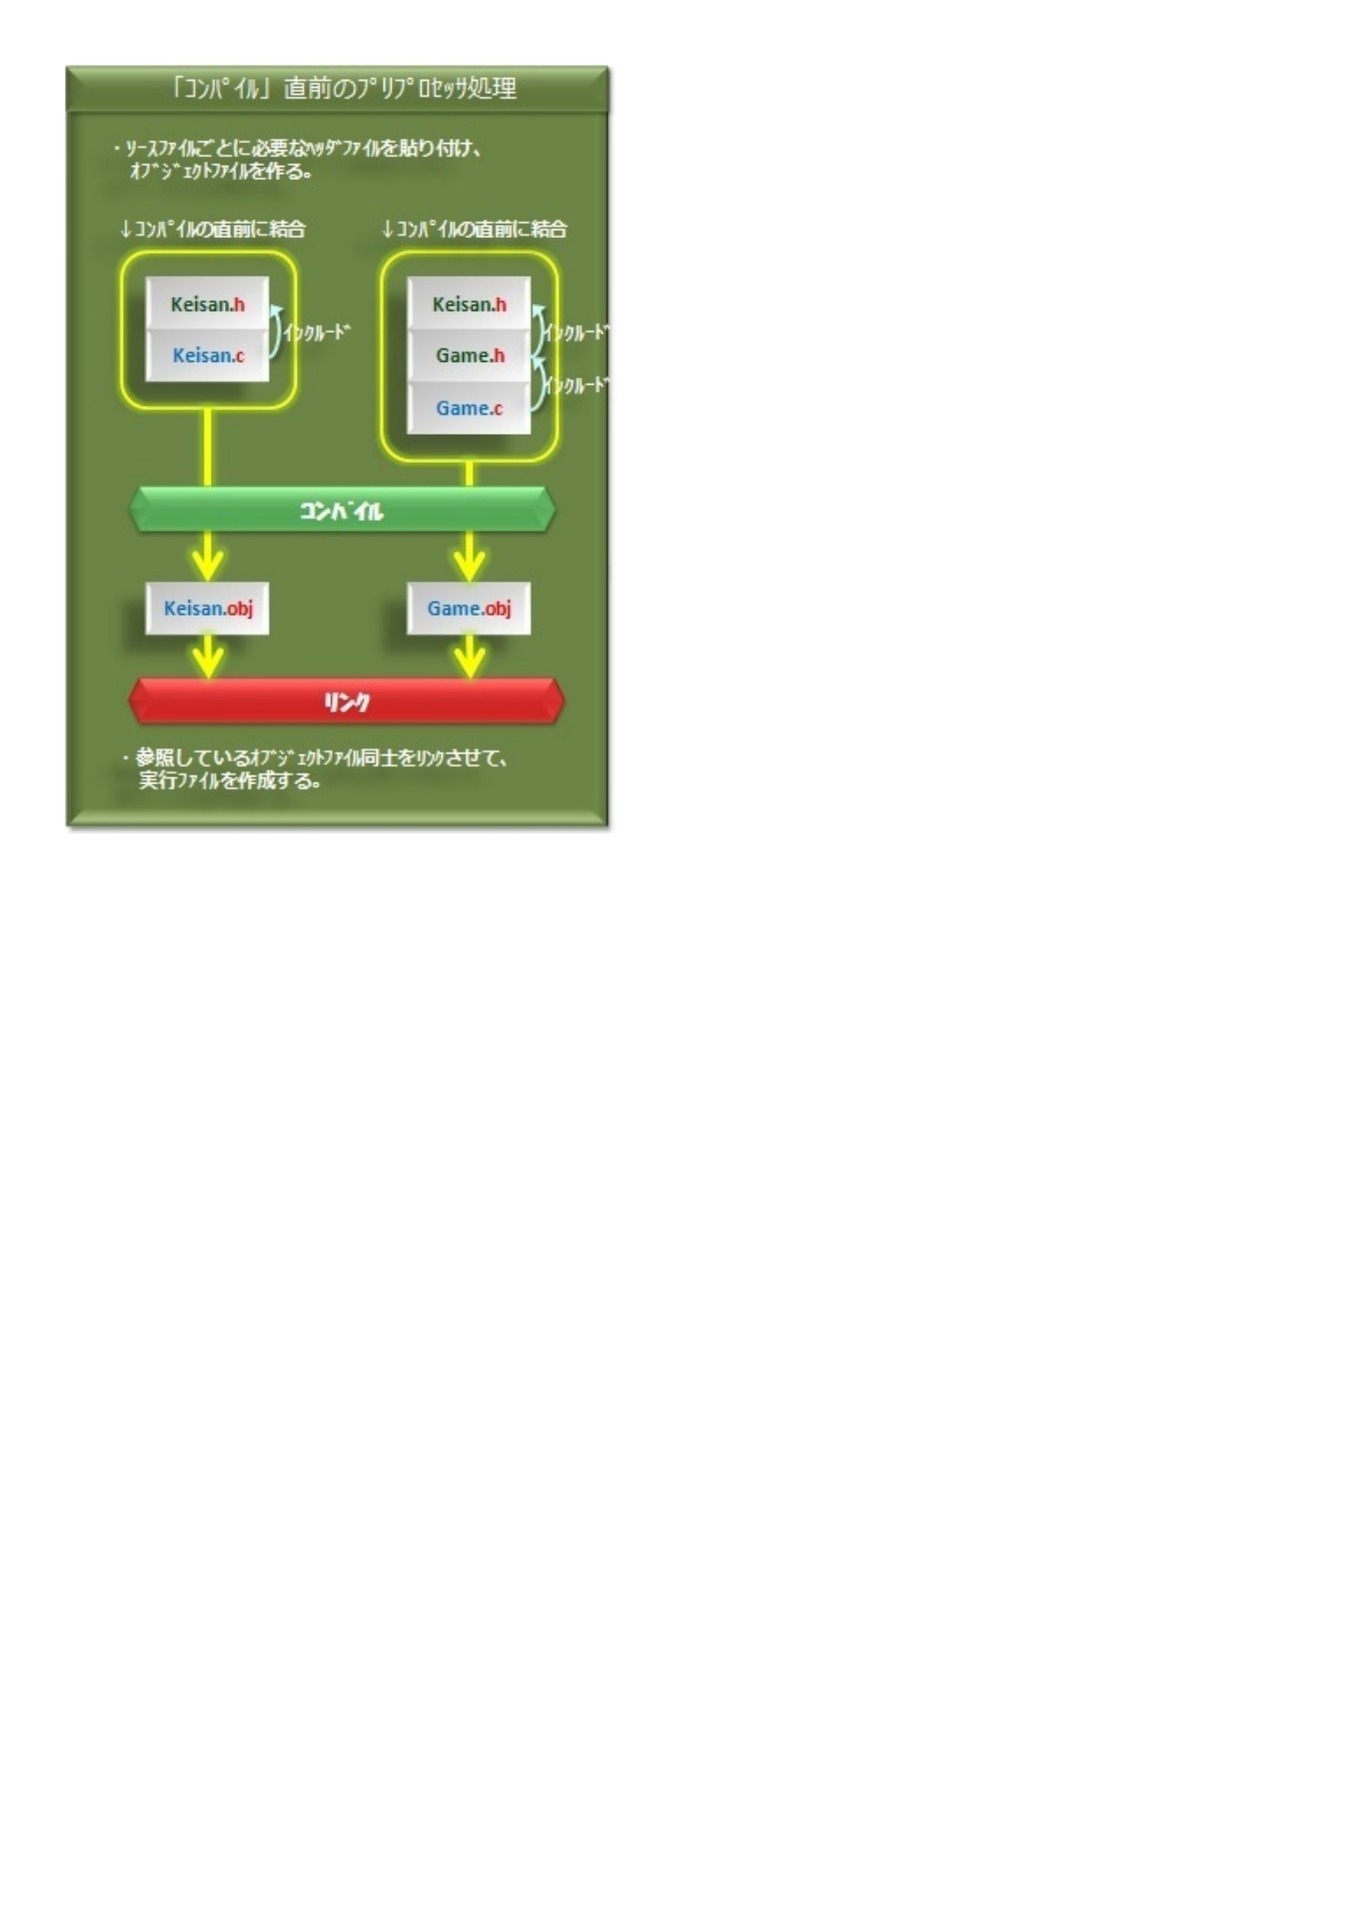 「ｺﾝﾊﾟｲﾙ」直前のﾌﾟﾘﾌﾟﾛｾｯｻ処理
・ｿｰｽﾌｧｲﾙごとに必要なﾍｯﾀﾞﾌｧｲﾙを貼り付け、
ｵﾌﾞｼﾞｪｸﾄﾌｧｲﾙを作る。
↓ｺﾝﾊﾟｲﾙの直前に結合
↓ｺﾝﾊﾟｲﾙの直前に結合
Keisan.h
Keisan.c
ｲﾝｸﾙｰﾄﾞ
Keisan.h
Game.h
Game.c
ｲﾝｸﾙｰﾄﾞ
ｲﾝｸﾙｰﾄﾞ
ｺﾝﾊﾟｲﾙ
Keisan.obj
Game.obj
ﾘﾝｸ
・参照しているｵﾌﾞｼﾞｪｸﾄﾌｧｲﾙ同士をﾘﾝｸさせて、
実行ﾌｧｲﾙを作成する。